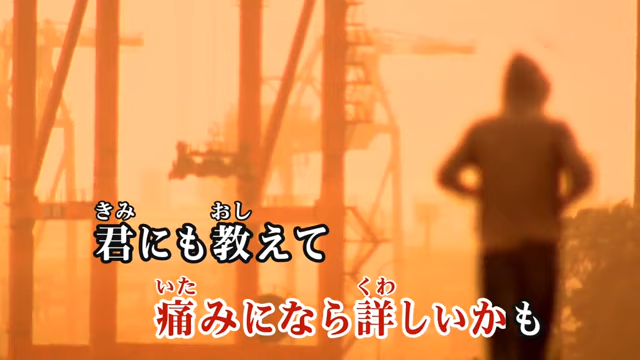 きみ おし
君にも教えて
いた くわ
痛みになら詳しいかも